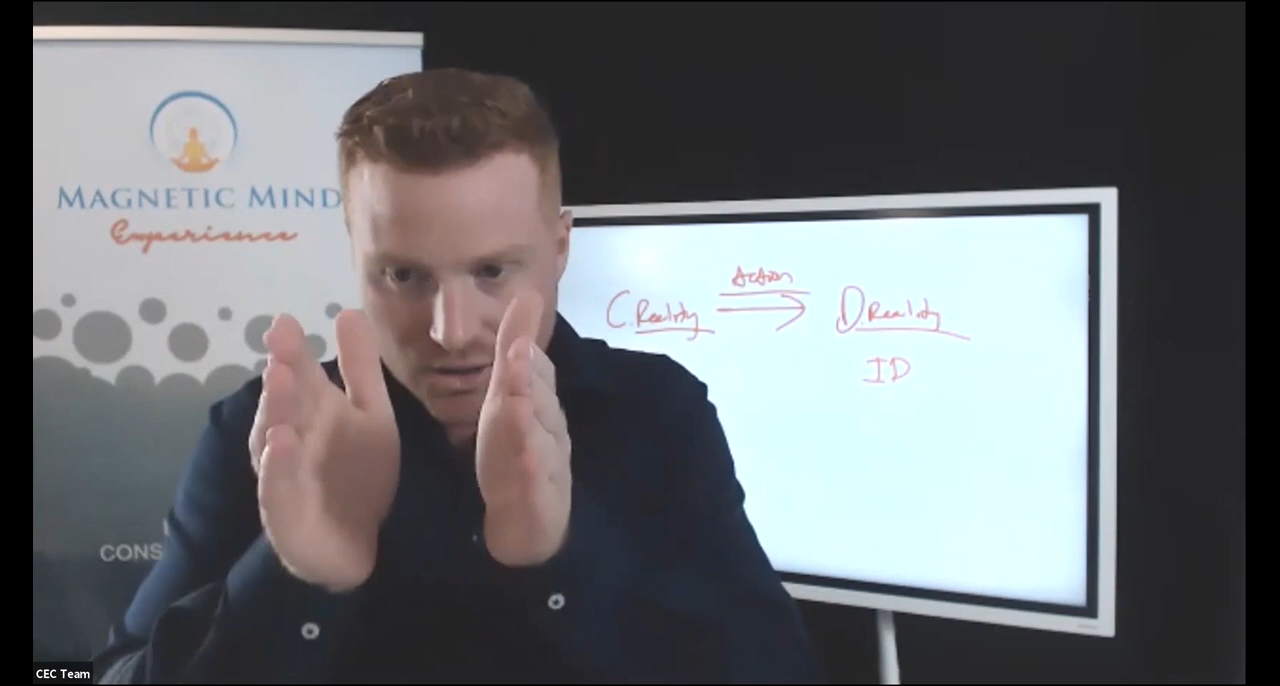 MAGNETIC MIND
Experience
CONS
Action
C.Reality
D.Reality
ID
CEC Team